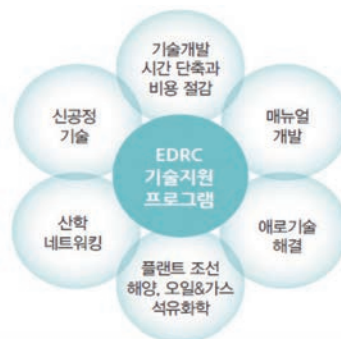 기술개발
시간 단축과
비용 절감
신공정
기술
매뉴얼
개발
EDRC
기술지원
프로그램
산학
네트워킹
애로기술
해결
플랜트 조선
해양, 오일&가스
석유화학